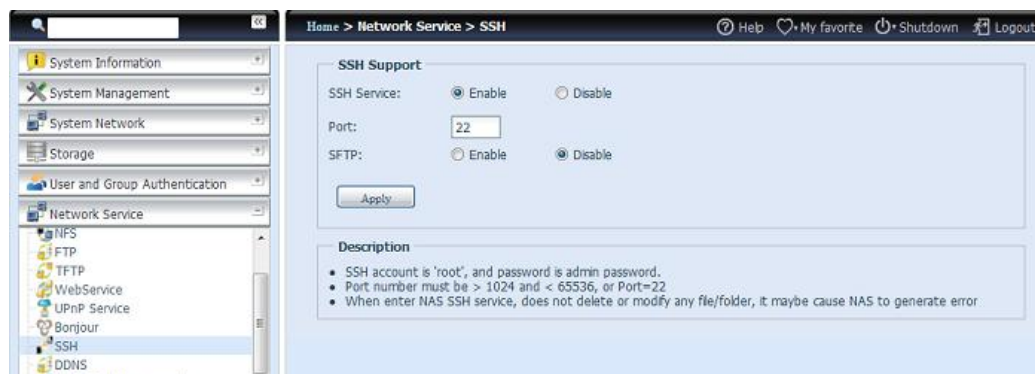 Home > Network Service > SSH
Help
My favorite
Shutdown
Logout
System Information
System Management
System Network
Storage
User and Group Authentication
Network Service
NFS
FTP
TFTP
WebService
UPnP Service
Bonjour
SSH
DDNS
SSH Support
SSH Service: Enable Disable
Port: 22
SFTP: Enable Disable
Apply
Description
• SSH account is 'root', and password is admin password.
• Port number must be > 1024 and < 65536, or Port=22
• When enter NAS SSH service, does not delete or modify any file/folder, it maybe cause NAS to generate error